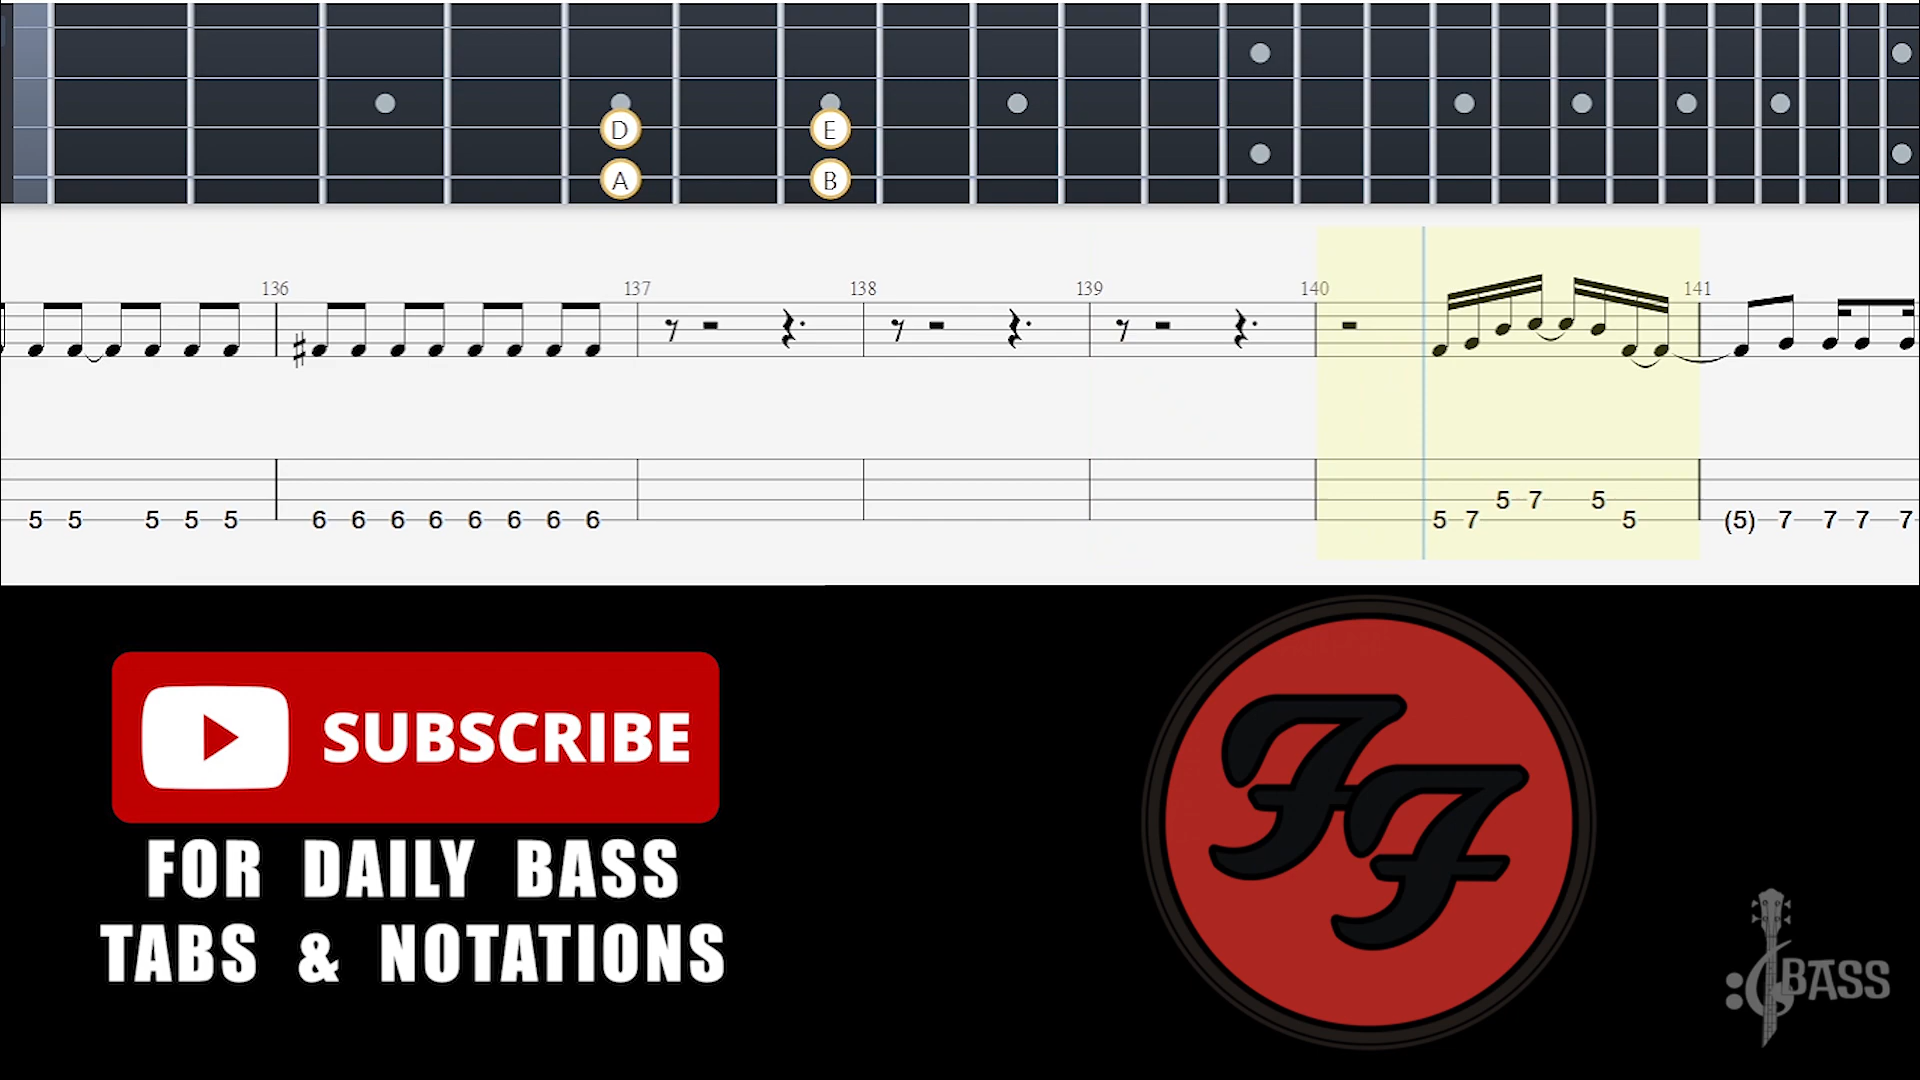 D E
A B
136 137 138 139 140 141
5 7 5
5 5 5 5 5 6 6 6 6 6 6 6 6 5 7 5 (5) 7 7 7 7
SUBSCRIBE
FOR DAILY BASS
TABS & NOTATIONS
FF
BASS